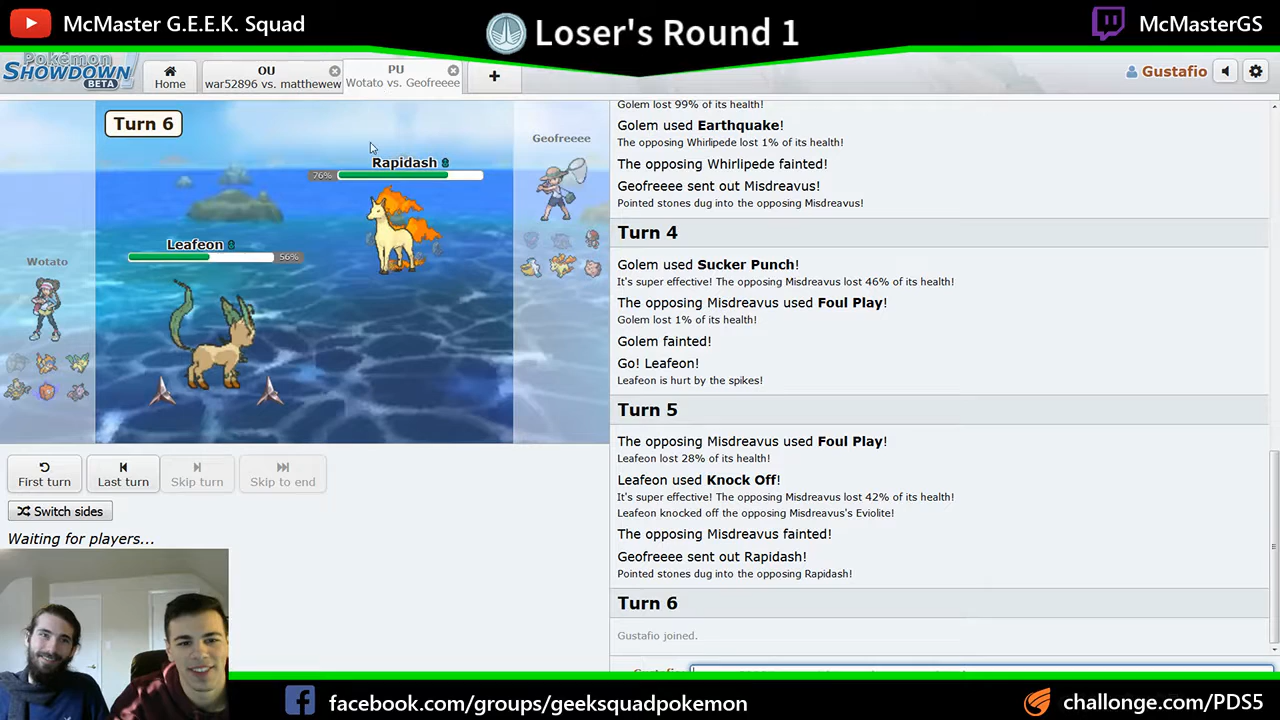 McMaster G.E.E.K. Squad
Loser's Round 1
McMasterGS
Pokémon
SHOWDOWN
BETA
Home
OU
war52896 vs. matthewew
PU
Wotato vs. Geofreeee
Gustafio
Turn 6
Geofreeee
Rapidash
76%
Leafeon
56%
Wotato
First turn
Last turn
Skip turn
Skip to end
Switch sides
Waiting for players...
Golem lost 99% of its health!
Golem used Earthquake!
The opposing Whirlipede lost 1% of its health!
The opposing Whirlipede fainted!
Geofreeee sent out Misdreavus!
Pointed stones dug into the opposing Misdreavus!
Turn 4
Golem used Sucker Punch!
It's super effective! The opposing Misdreavus lost 46% of its health!
The opposing Misdreavus used Foul Play!
Golem lost 1% of its health!
Golem fainted!
Go! Leafeon!
Leafeon is hurt by the spikes!
Turn 5
The opposing Misdreavus used Foul Play!
Leafeon lost 28% of its health!
Leafeon used Knock Off!
It's super effective! The opposing Misdreavus lost 42% of its health!
Leafeon knocked off the opposing Misdreavus's Eviolite!
The opposing Misdreavus fainted!
Geofreeee sent out Rapidash!
Pointed stones dug into the opposing Rapidash!
Turn 6
Gustafio joined.
facebook.com/groups/geeksquadpokemon
challonge.com/PDS5